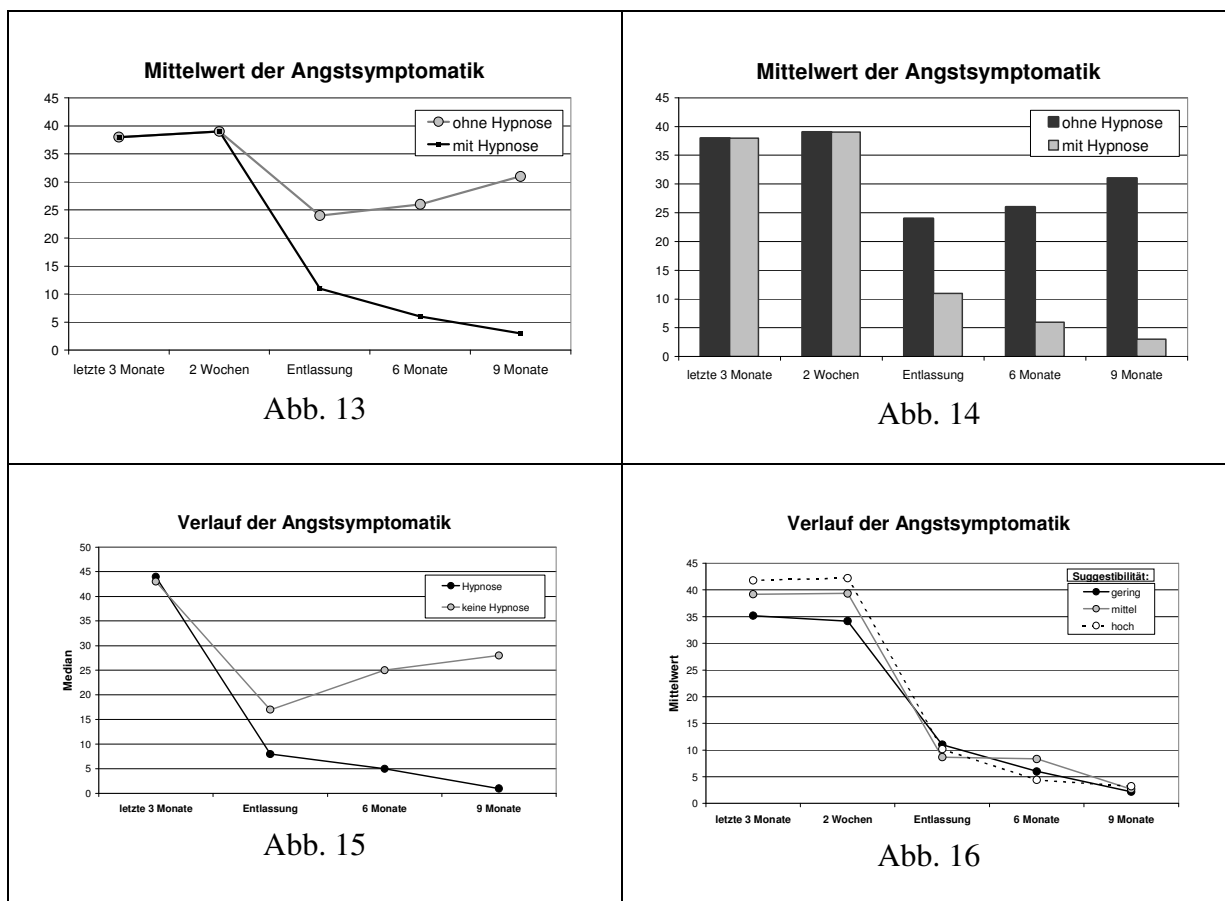 Mittelwert der Angstsymptomatik
45
40
35
30
25
20
15
10
5
0
ohne Hypnose
mit Hypnose
letzte 3 Monate 2 Wochen Entlassung 6 Monate 9 Monate
Abb. 13
Mittelwert der Angstsymptomatik
45
40
35
30
25
20
15
10
5
0
ohne Hypnose
mit Hypnose
letzte 3 Monate 2 Wochen Entlassung 6 Monate 9 Monate
Abb. 14
Verlauf der Angstsymptomatik
Median
50
45
40
35
30
25
20
15
10
5
0
Hypnose
keine Hypnose
letzte 3 Monate Entlassung 6 Monate 9 Monate
Abb. 15
Verlauf der Angstsymptomatik
Mittelwert
45
40
35
30
25
20
15
10
5
0
Suggestibilität:
gering
mittel
hoch
letzte 3 Monate 2 Wochen Entlassung 6 Monate 9 Monate
Abb. 16